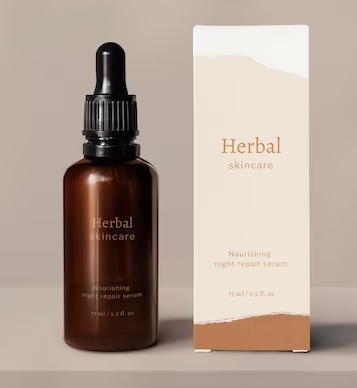 Herbal
skincare
Nourishing
night repair serum
75 ml / 2.5 fl. oz
Herbal
skincare
Nourishing
night repair serum
75 ml / 2.5 fl. oz